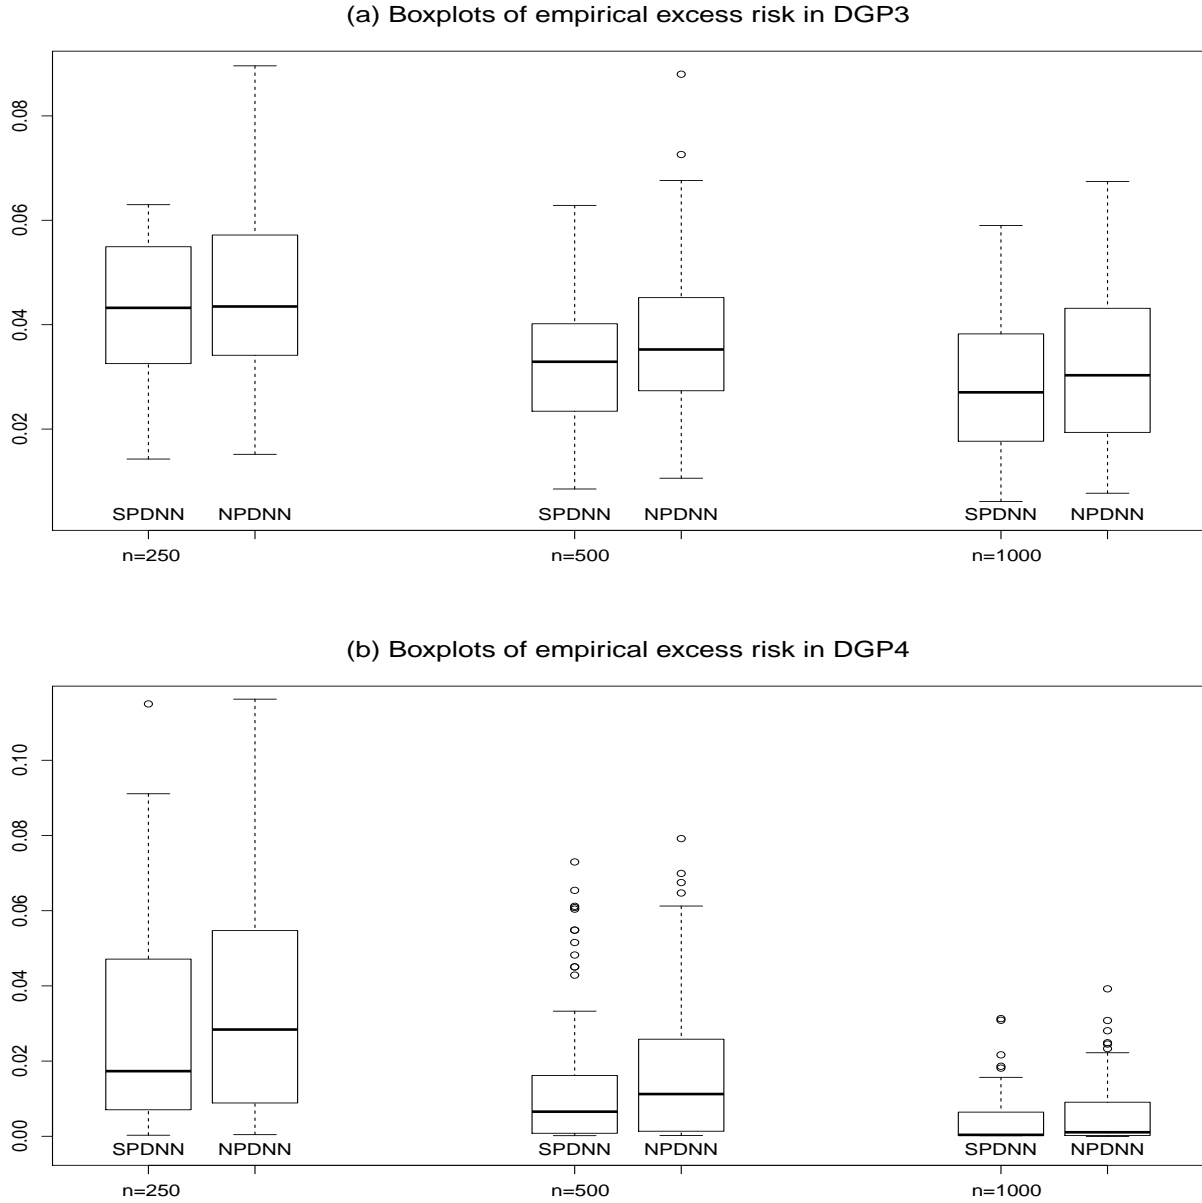 (a) Boxplots of empirical excess risk in DGP3
0.08
0.06
0.04
0.02
SPDNN NPDNN SPDNN NPDNN SPDNN NPDNN
n=250 n=500 n=1000
(b) Boxplots of empirical excess risk in DGP4
0.10
0.08
0.06
0.04
0.02
0.00
SPDNN NPDNN SPDNN NPDNN SPDNN NPDNN
n=250 n=500 n=1000